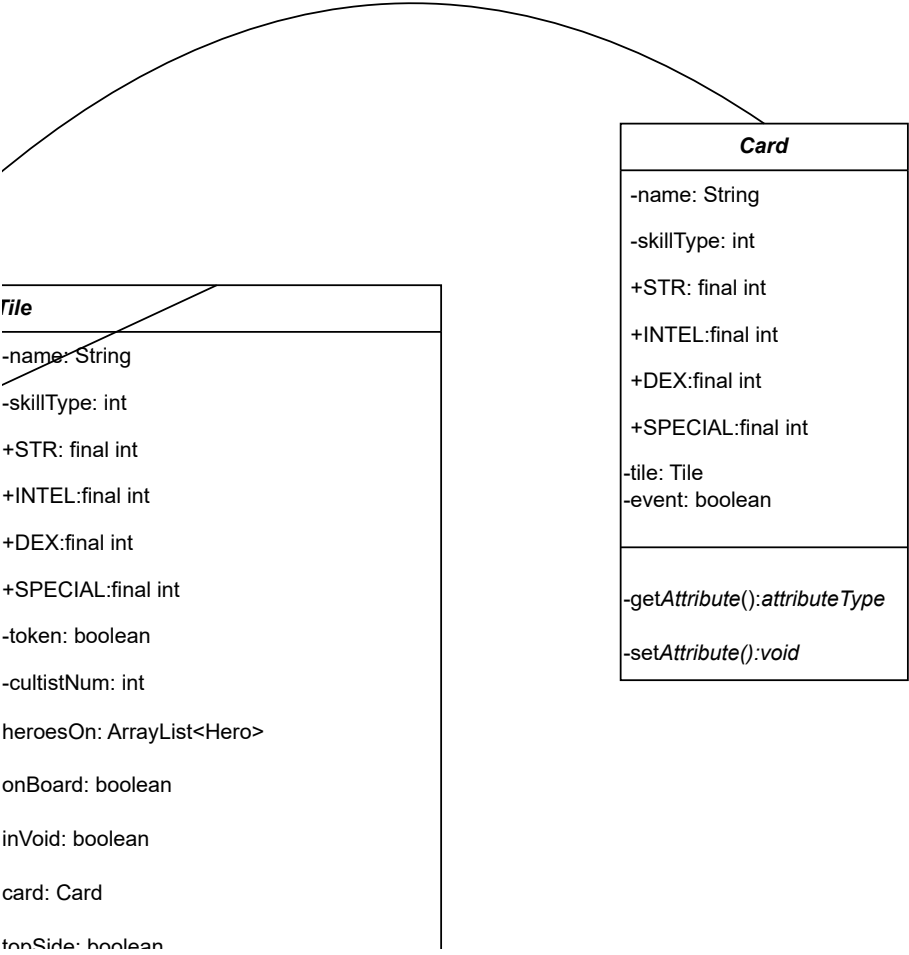 Card
-name: String
-skillType: int
+STR: final int
+INTEL:final int
+DEX:final int
+SPECIAL:final int
-tile: Tile
-event: boolean
-getAttribute():attributeType
-setAttribute():void
Tile
-name: String
-skillType: int
+STR: final int
+INTEL:final int
+DEX:final int
+SPECIAL:final int
-token: boolean
-cultistNum: int
heroesOn: ArrayList<Hero>
onBoard: boolean
inVoid: boolean
card: Card
topSide: boolean